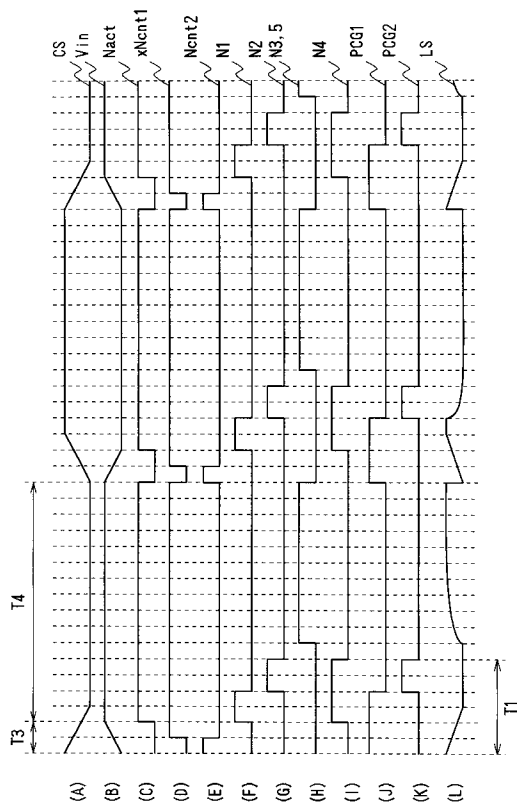 T3
T4
(A) CS
(B) Vin
(C) Nact
(D) xNcnt1
(E) Ncnt2
(F) N1
(G) N2
(H) N3,5
(I) N4
(J) PCG1
(K) PCG2
(L) LS
T1